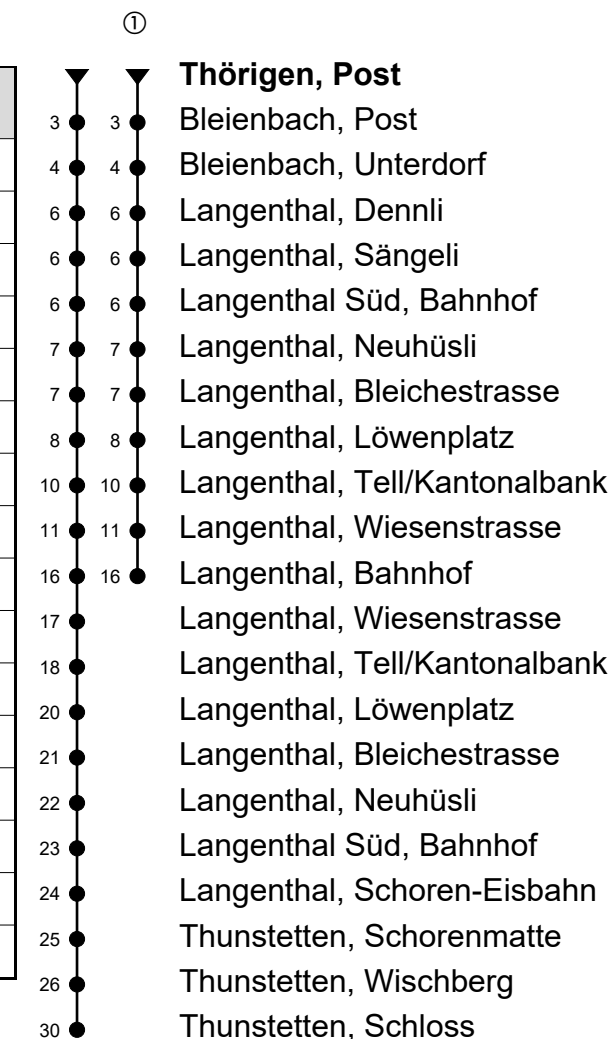 ①
Thörigen, Post
3 3 Bleienbach, Post
4 4 Bleienbach, Unterdorf
6 6 Langenthal, Dennli
6 6 Langenthal, Sängeli
6 6 Langenthal Süd, Bahnhof
7 7 Langenthal, Neuhüsli
7 7 Langenthal, Bleichestrasse
8 8 Langenthal, Löwenplatz
10 10 Langenthal, Tell/Kantonalbank
11 11 Langenthal, Wiesenstrasse
16 16 Langenthal, Bahnhof
17 Langenthal, Wiesenstrasse
18 Langenthal, Tell/Kantonalbank
20 Langenthal, Löwenplatz
21 Langenthal, Bleichestrasse
22 Langenthal, Neuhüsli
23 Langenthal Süd, Bahnhof
24 Langenthal, Schoren-Eisbahn
25 Thunstetten, Schorenmatte
26 Thunstetten, Wischberg
30 Thunstetten, Schloss